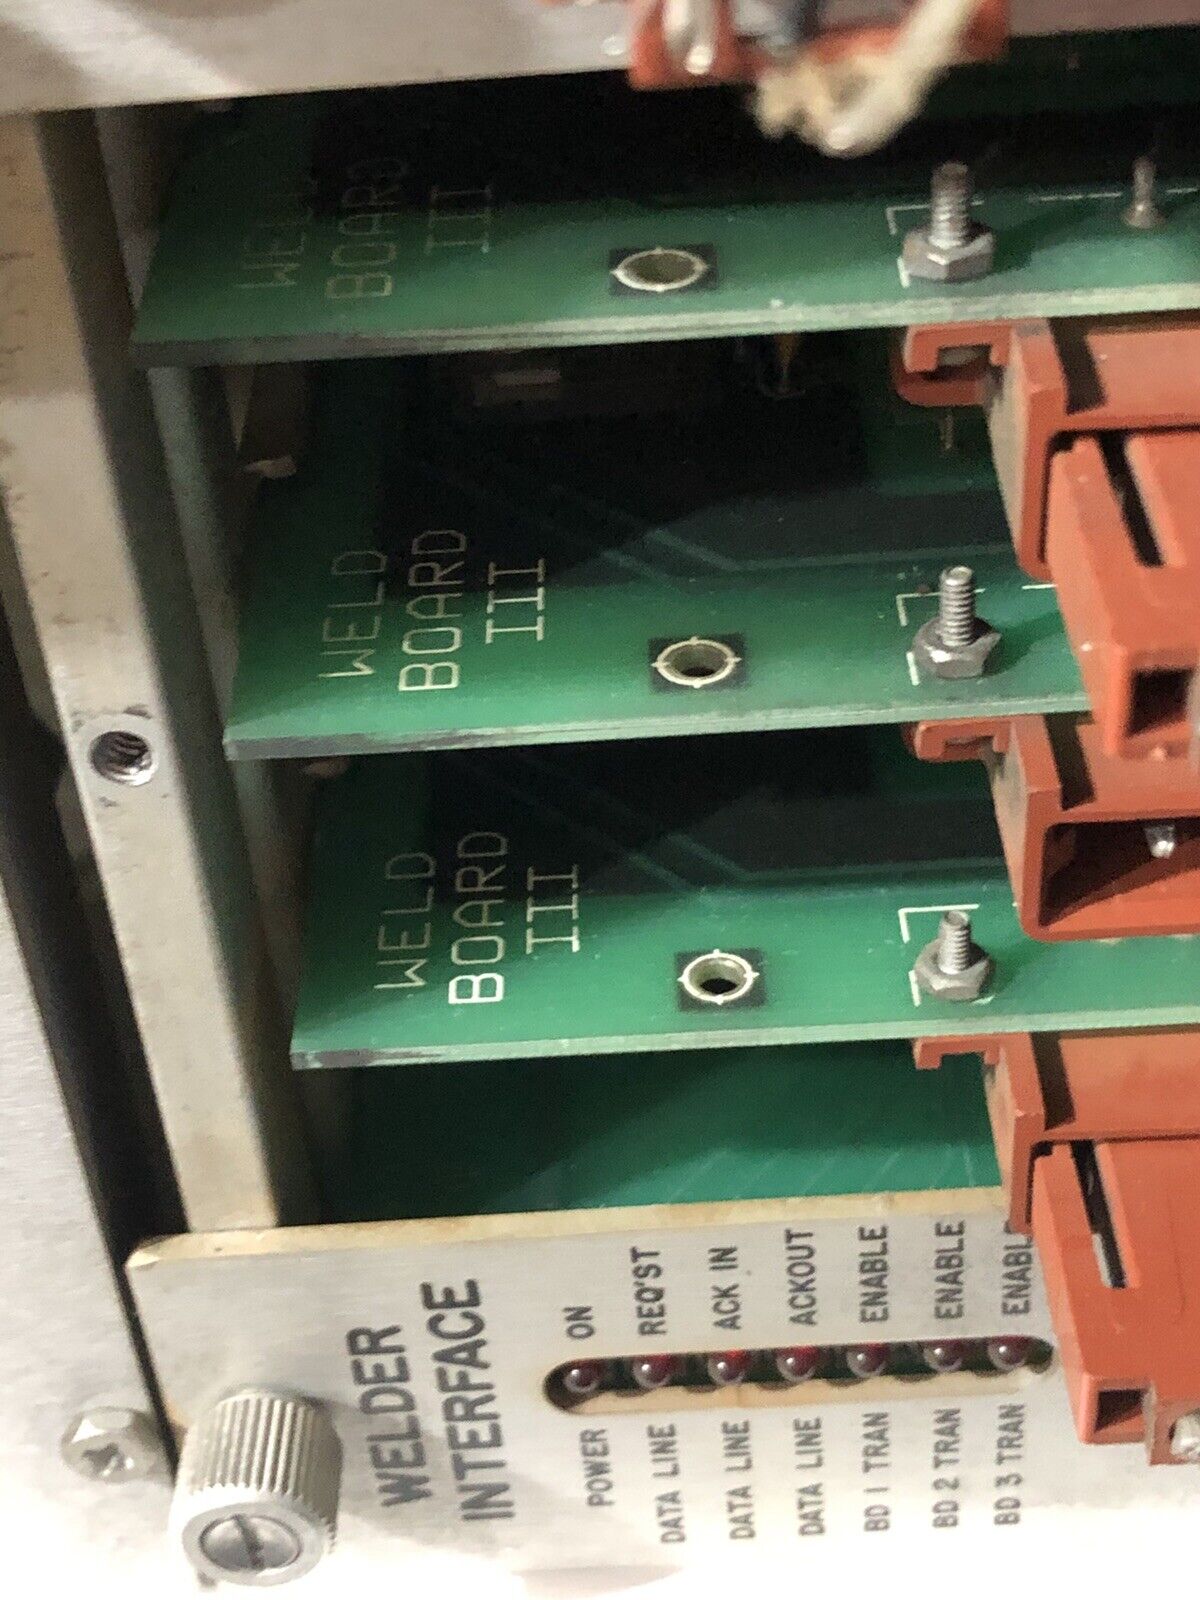 WELD
BOARD
III
WELD
BOARD
III
WELD
BOARD
III
WELDER
INTERFACE
POWER ON
DATA LINE REQ'ST
DATA LINE ACK IN
DATA LINE ACKOUT
BD 1 TRAN ENABLE
BD 2 TRAN ENABLE
BD 3 TRAN ENABLE